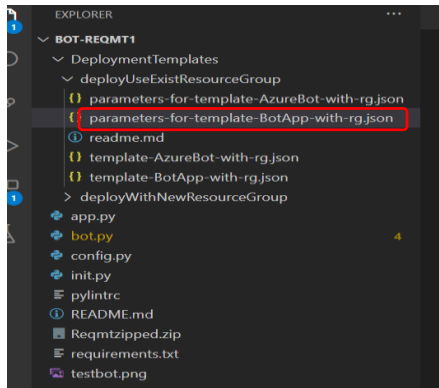 EXPLORER ...
1
BOT-REQMT1
DeploymentTemplates
deployUseExistResourceGroup
{} parameters-for-template-AzureBot-with-rg.json
{} parameters-for-template-BotApp-with-rg.json
readme.md
{} template-AzureBot-with-rg.json
{} template-BotApp-with-rg.json
1
> deployWithNewResourceGroup
app.py
bot.py 4
config.py
init.py
pylintrc
README.md
Reqmtzipped.zip
requirements.txt
testbot.png